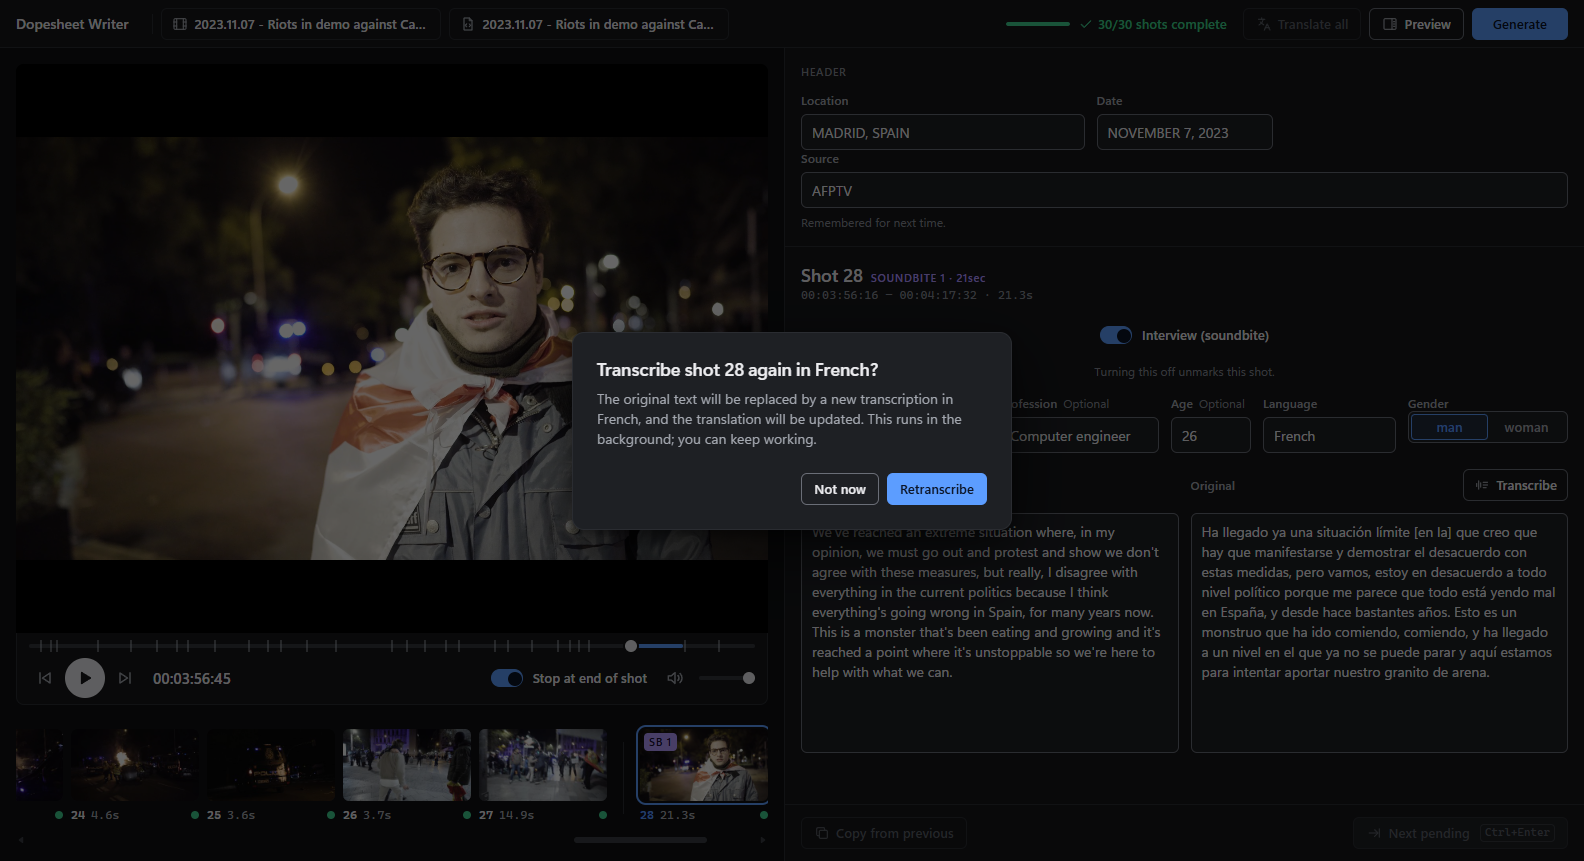 Dopesheet Writer
2023.11.07 - Riots in demo against Ca...
2023.11.07 - Riots in demo against Ca...
30/30 shots complete
Translate all
Preview
Generate
HEADER
Location
Date
MADRID, SPAIN
NOVEMBER 7, 2023
Source
AFPTV
Remembered for next time.
Shot 28 SOUNDBITE 1 · 21sec
00:03:56:16 – 00:04:17:32 · 21.3s
Interview (soundbite)
Turning this off unmarks this shot.
ofession Optional
Age Optional
Language
Gender
Computer engineer
26
French
man
woman
Transcribe shot 28 again in French?
The original text will be replaced by a new transcription in
French, and the translation will be updated. This runs in the
background; you can keep working.
Not now
Retranscribe
Original
Transcribe
We've reached an extreme situation where, in my
opinion, we must go out and protest and show we don't
agree with these measures, but really, I disagree with
everything in the current politics because I think
everything's going wrong in Spain, for many years now.
This is a monster that's been eating and growing and it's
reached a point where it's unstoppable so we're here to
help with what we can.
Ha llegado ya una situación límite [en la] que creo que
hay que manifestarse y demostrar el desacuerdo con
estas medidas, pero vamos, estoy en desacuerdo a todo
nivel político porque me parece que todo está yendo mal
en España, y desde hace bastantes años. Esto es un
monstruo que ha ido comiendo, comiendo, y ha llegado
a un nivel en el que ya no se puede parar y aquí estamos
para intentar aportar nuestro granito de arena.
00:03:56:45
Stop at end of shot
SB 1
24 4.6s
25 3.6s
26 3.7s
27 14.9s
28 21.3s
Copy from previous
Next pending Ctrl+Enter